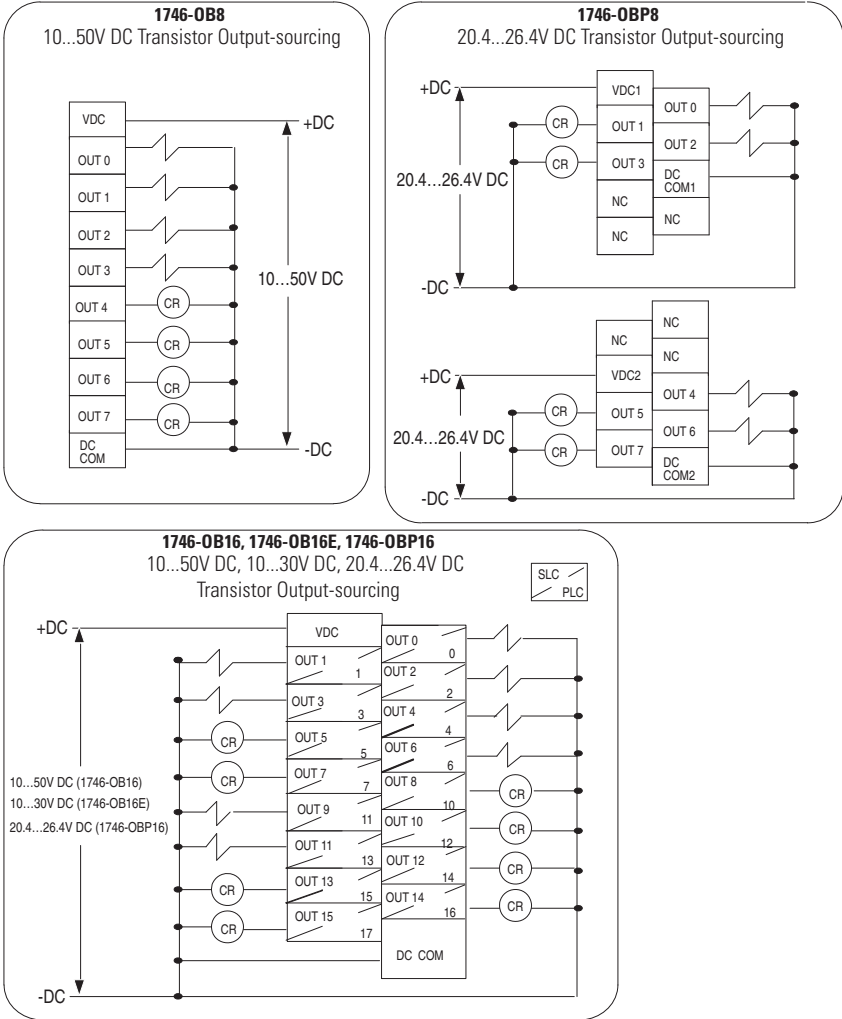 1746-OB8
10...50V DC Transistor Output-sourcing
VDC
+DC
OUT 0
OUT 1
OUT 2
OUT 3
10...50V DC
OUT 4
CR
OUT 5
CR
OUT 6
CR
OUT 7
CR
DC
COM
-DC
1746-OBP8
20.4...26.4V DC Transistor Output-sourcing
+DC
VDC1
OUT 0
CR
OUT 1
OUT 2
CR
OUT 3
20.4...26.4V DC
DC
COM1
NC
NC
NC
-DC
NC
NC
NC
+DC
VDC2
OUT 4
CR
OUT 5
OUT 6
20.4...26.4V DC
CR
OUT 7
DC
COM2
-DC
1746-OB16, 1746-OB16E, 1746-OBP16
10...50V DC, 10...30V DC, 20.4...26.4V DC
Transistor Output-sourcing
SLC
PLC
+DC
VDC
OUT 0
0
OUT 1
1
OUT 2
2
OUT 3
3
OUT 4
4
CR
OUT 5
5
OUT 6
6
CR
OUT 7
7
OUT 8
10
CR
10...50V DC (1746-OB16)
10...30V DC (1746-OB16E)
20.4...26.4V DC (1746-OBP16)
OUT 9
11
OUT 10
12
CR
OUT 11
13
OUT 12
14
CR
CR
OUT 13
15
OUT 14
16
CR
CR
OUT 15
17
DC COM
-DC